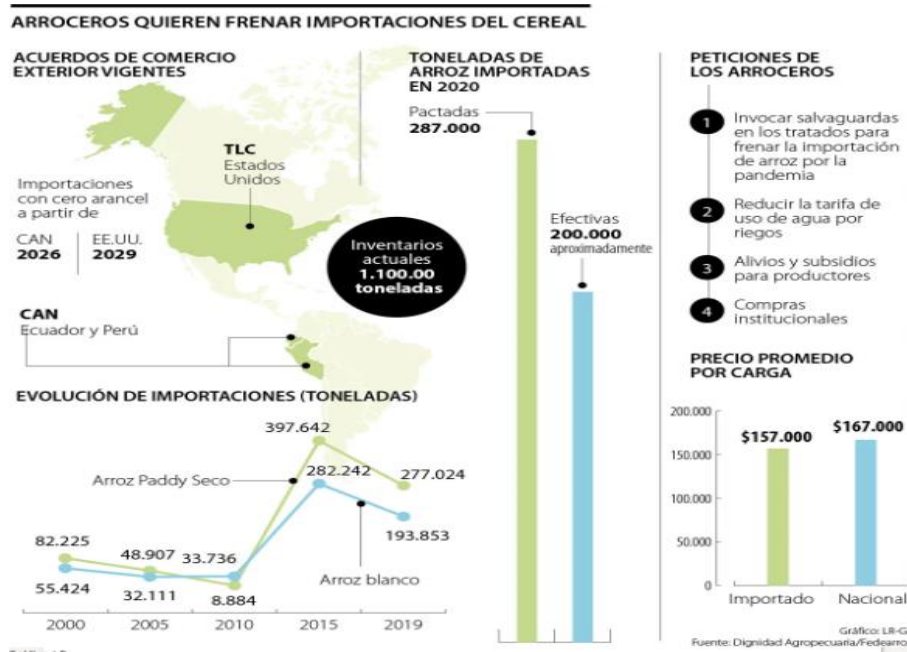 ARROCEROS QUIEREN FRENAR IMPORTACIONES DEL CEREAL
ACUERDOS DE COMERCIO
EXTERIOR VIGENTES
TLC
Estados
Unidos
Importaciones
con cero arancel
a partir de
CAN
2026
EE.UU.
2029
Inventarios
actuales
1.100.00
toneladas
CAN
Ecuador y Perú
TONELADAS DE
ARROZ IMPORTADAS
EN 2020
Pactadas
287.000
Efectivas
200.000
aproximadamente
PETICIONES DE
LOS ARROCEROS
1
Invocar salvaguardas
en los tratados para
frenar la importación
de arroz por la
pandemia
2
Reducir la tarifa de
uso de agua por
riegos
3
Alivios y subsidios
para productores
4
Compras
institucionales
EVOLUCIÓN DE IMPORTACIONES (TONELADAS)
397.642
Arroz Paddy Seco
282.242
277.024
82.225
48.907
33.736
193.853
55.424
32.111
8.884
Arroz blanco
2000 2005 2010 2015 2019
PRECIO PROMEDIO
POR CARGA
200.000
150.000
100.000
50.000
0
$157.000
$167.000
Importado
Nacional
Gráfico: LR-G
Fuente: Dignidad Agropecuaria/Fedearro